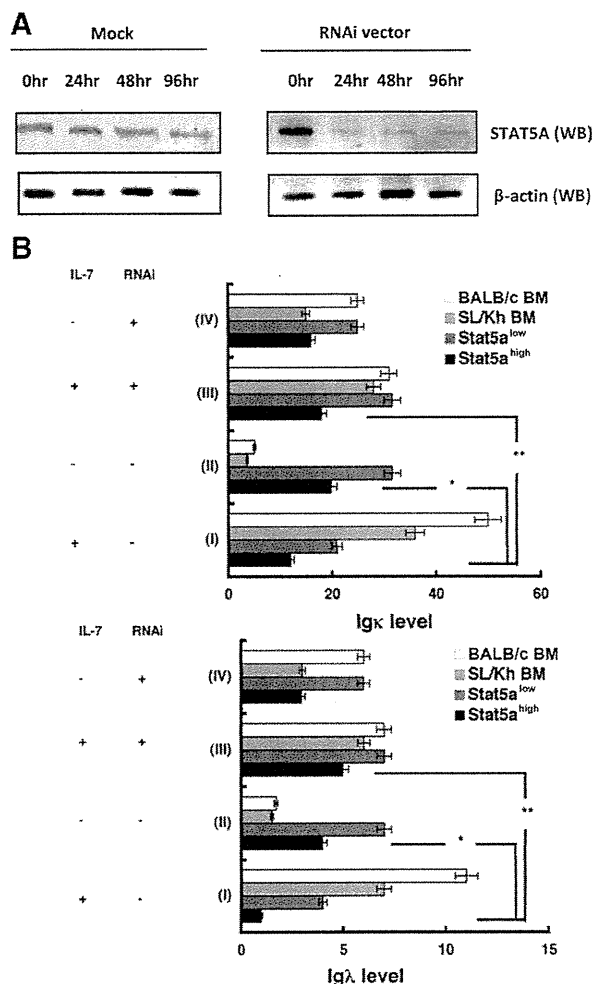 A
Mock
RNAi vector
0hr 24hr 48hr 96hr
0hr 24hr 48hr 96hr
STAT5A (WB)
β-actin (WB)
B
IL-7 RNAi
BALB/c BM
SL/Kh BM
Stat5a low
Stat5a high
- + (IV)
+ + (III)
- - (II)
+ - (I)
**
*
0 20 40 60
Igκ level
IL-7 RNAi
BALB/c BM
SL/Kh BM
Stat5a low
Stat5a high
- + (IV)
+ + (III)
- - (II)
+ - (I)
**
*
0 5 10 15
Igλ level